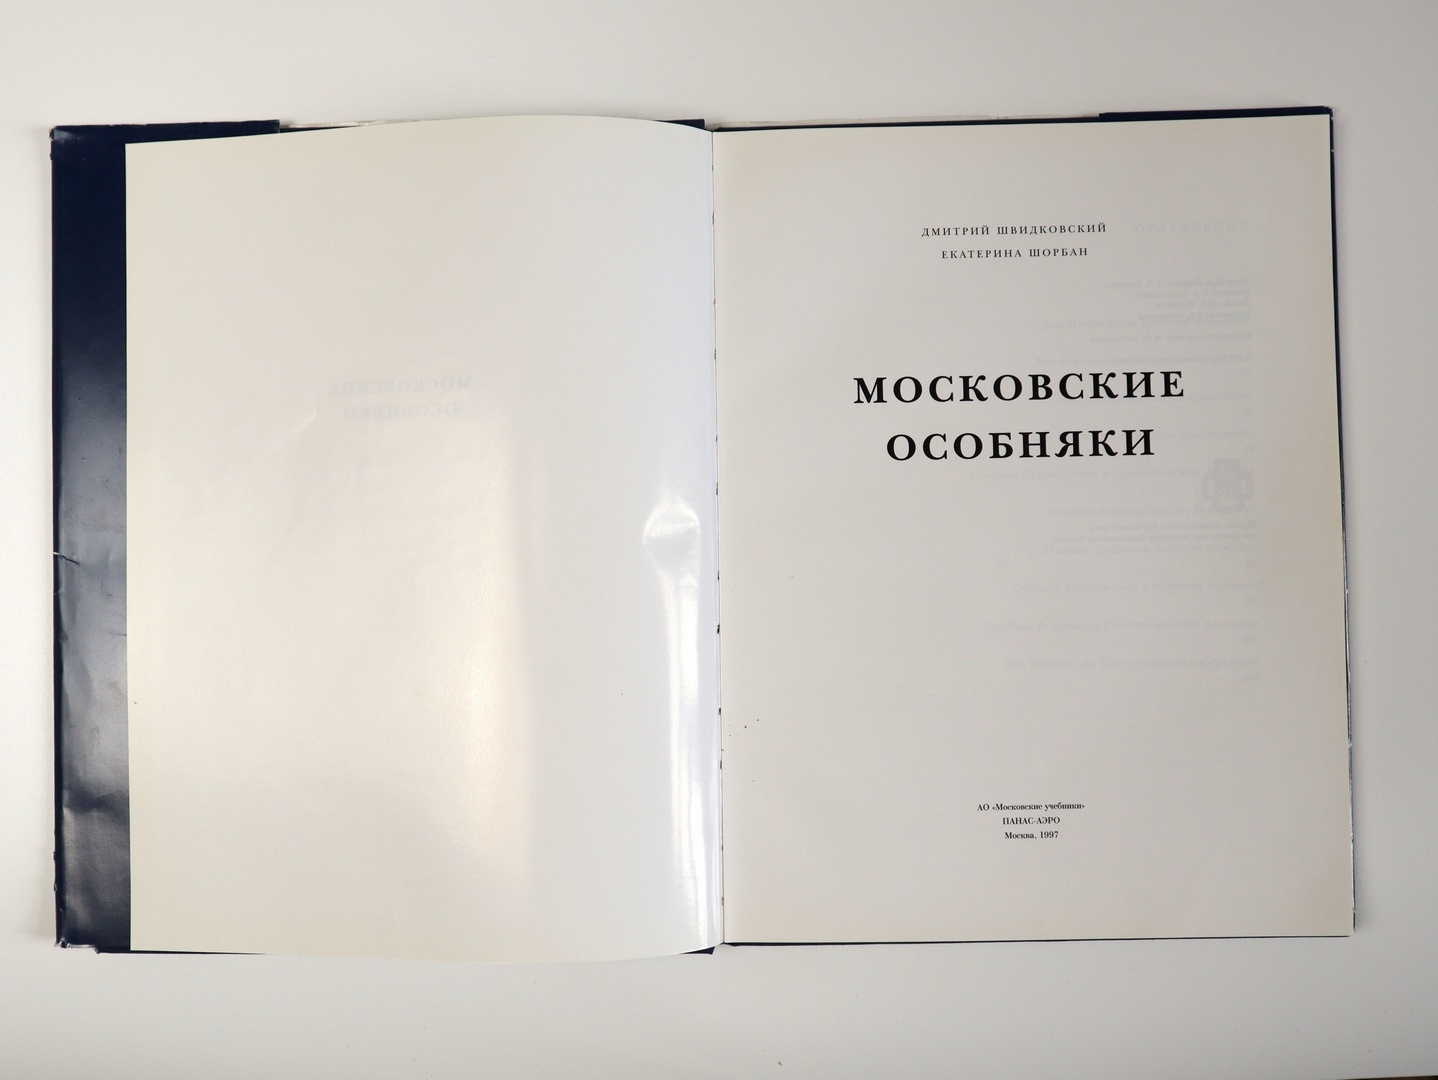 ДМИТРИЙ ШВИДКОВСКИЙ
ЕКАТЕРИНА ШОРБАН
МОСКОВСКИЕ
ОСОБНЯКИ
АО «Московские учебники»
ПАНАС-АЭРО
Москва, 1997